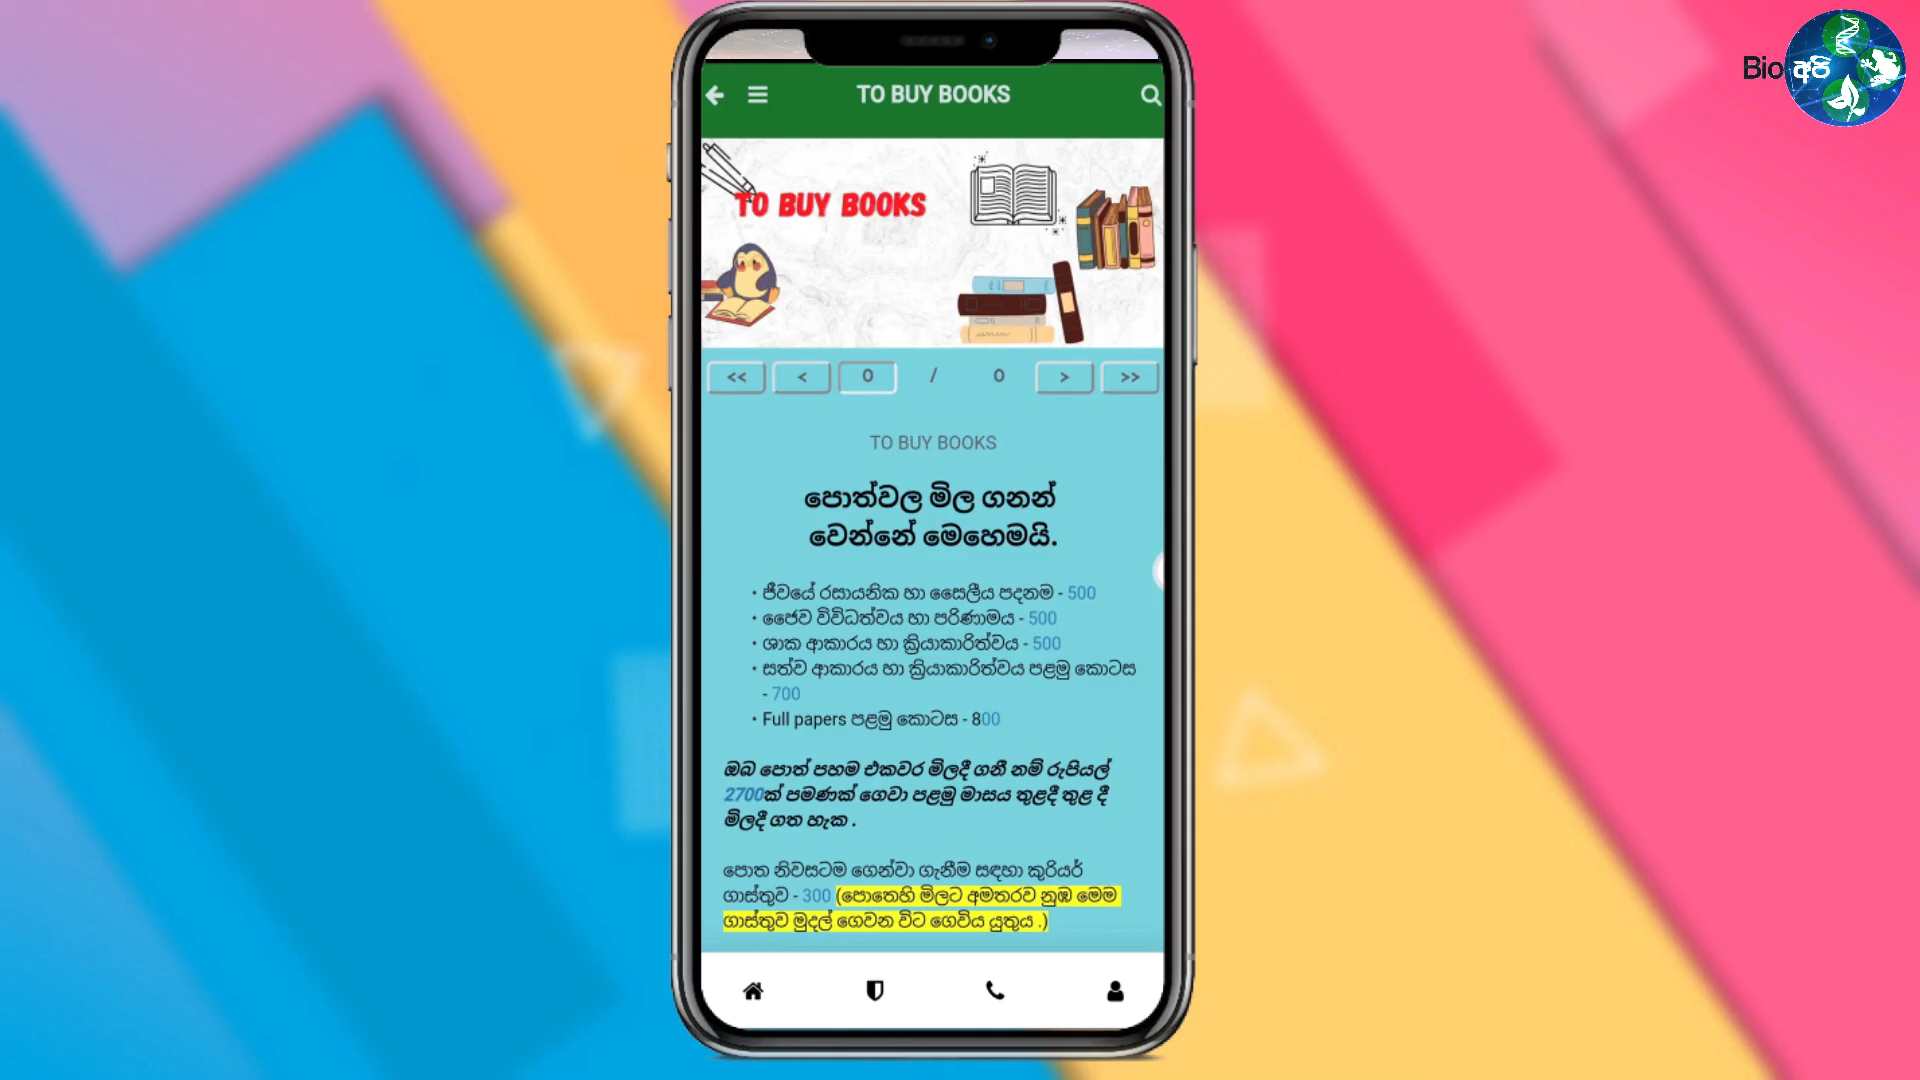 Bio අපි
TO BUY BOOKS
TO BUY BOOKS
<< < 0 / 0 > >>
TO BUY BOOKS
පොත්වල මිල ගනන්
වෙන්නේ මෙහෙමයි.
• ජීවයේ රසායනික හා සෛලීය පදනම - 500
• ජෛව විවිධත්වය හා පරිණාමය - 500
• ශාක ආකාරය හා ක්‍රියාකාරිත්වය - 500
• සත්ව ආකාරය හා ක්‍රියාකාරිත්වය පළමු කොටස
- 700
• Full papers පළමු කොටස - 800
ඔබ පොත් පහම එකවර මිලදී ගනී නම් රුපියල්
2700ක් පමණක් ගෙවා පළමු මාසය තුළදී තුළ දී
මිලදී ගත හැක .
පොත නිවසටම ගෙන්වා ගැනීම සඳහා කුරියර්
ගාස්තුව - 300 (පොතෙහි මිලට අමතරව නුඹ මෙම
ගාස්තුව මුදල් ගෙවන විට ගෙවිය යුතුය .)